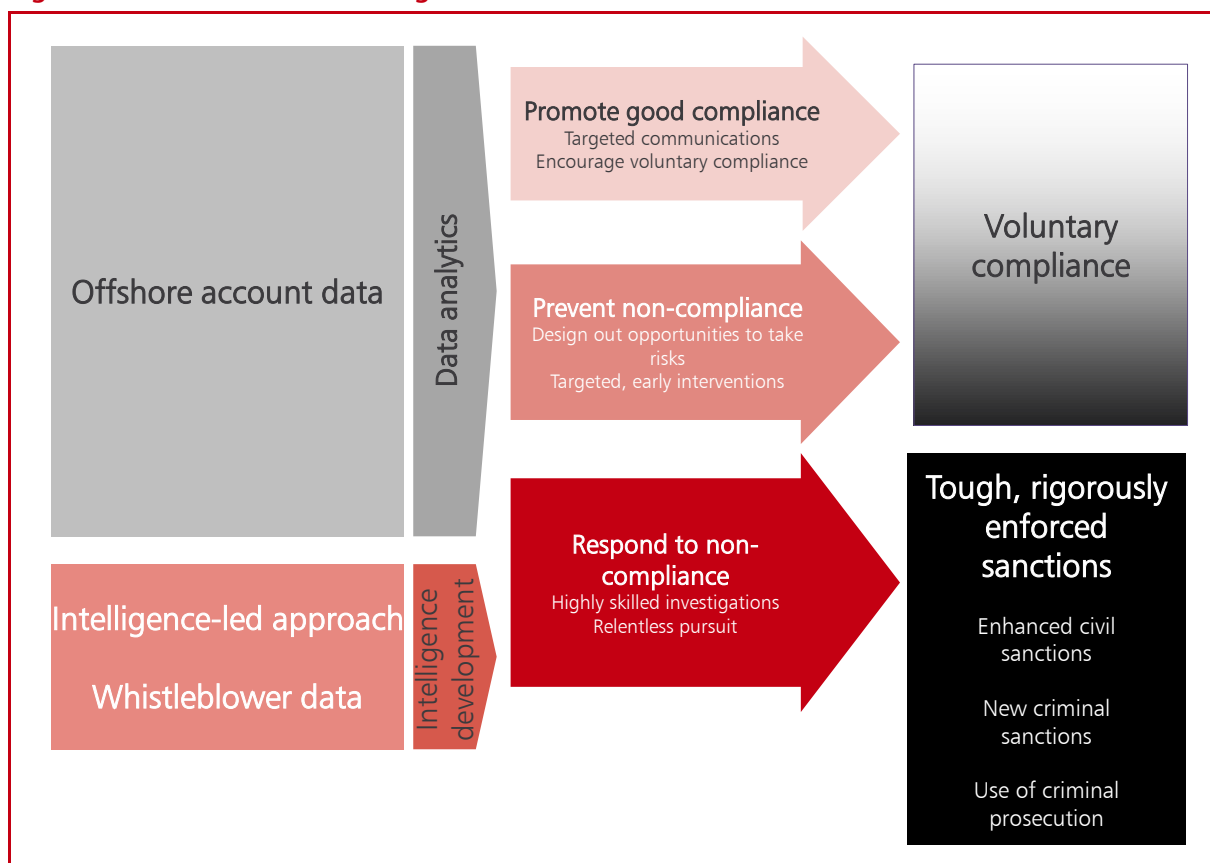 Offshore account data
Data analytics
Promote good compliance
Targeted communications
Encourage voluntary compliance
Prevent non-compliance
Design out opportunities to take
risks
Targeted, early interventions
Voluntary
compliance
Intelligence-led approach
Whistleblower data
Intelligence
development
Respond to non-
compliance
Highly skilled investigations
Relentless pursuit
Tough, rigorously
enforced
sanctions
Enhanced civil
sanctions
New criminal
sanctions
Use of criminal
prosecution